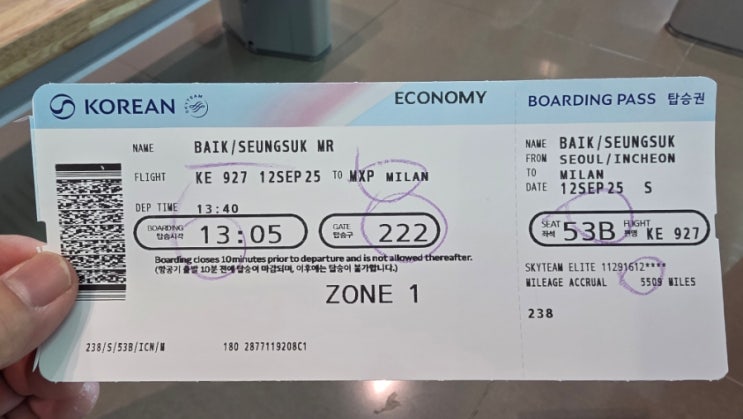 KOREAN SKYTEAM ECONOMY
NAME BAIK/SEUNGSUK MR
FLIGHT KE 927 12SEP25 TO MXP MILAN
DEP TIME 13:40
BOARDING 탑승시각 13:05 GATE 탑승구 222
Boarding closes 10 minutes prior to departure and is not allowed thereafter.
(항공기 출발 10분 전에 탑승이 마감되며, 이후에는 탑승이 불가합니다.)
ZONE 1
238/S/53B/ICN/M 180 2877119208C1
BOARDING PASS 탑승권
NAME BAIK/SEUNGSUK
FROM SEOUL/INCHEON
TO MILAN
DATE 12SEP25 S
SEAT 좌석 53B FLIGHT 편명 KE 927
SKYTEAM ELITE 11291612****
MILEAGE ACCRUAL 5509 MILES
238